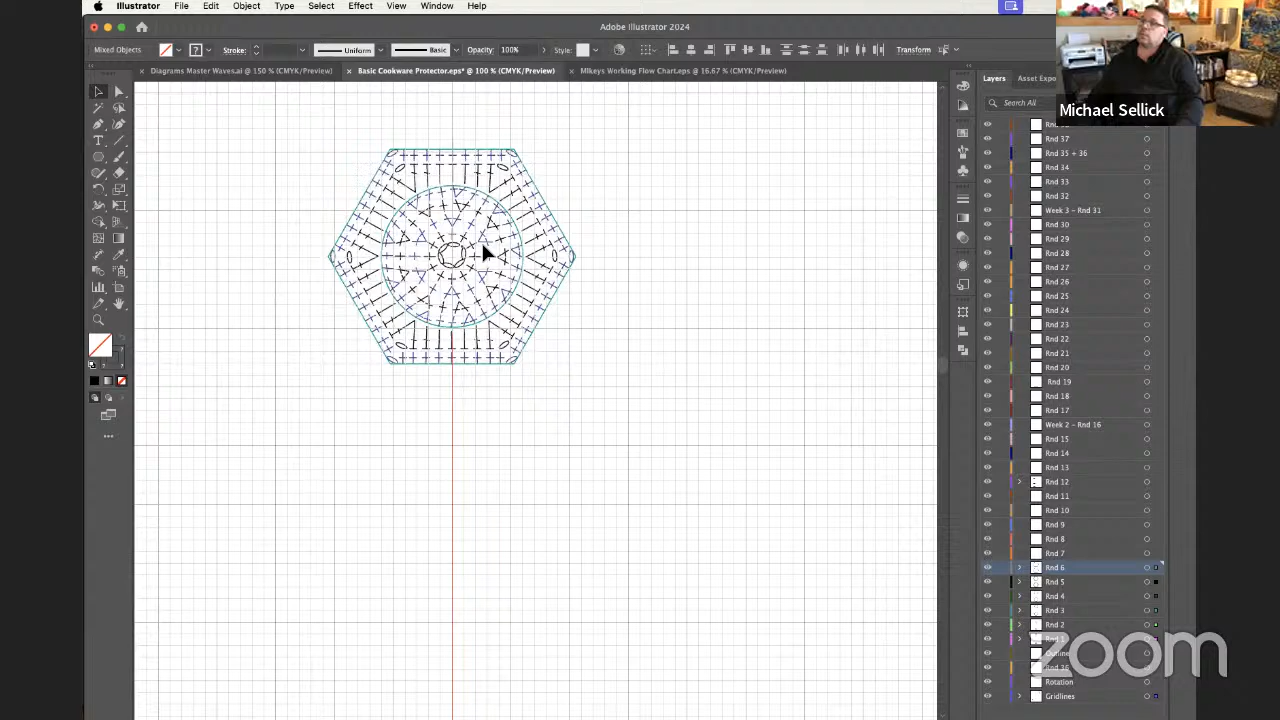 Illustrator File Edit Object Type Select Effect View Window Help
Adobe Illustrator 2024
Mixed Objects Stroke: Uniform Basic Opacity: 100% Style: Transform
Diagrams Master Waves.ai @ 150 % (CMYK/Preview)
Basic Cookware Protector.eps* @ 100 % (CMYK/Preview)
Mikeys Working Flow Chart.eps @ 16.67 % (CMYK/Preview)
Layers Asset Expo
Search All
Michael Sellick
Rnd 37
Rnd 35 + 36
Rnd 34
Rnd 33
Rnd 32
Week 3 - Rnd 31
Rnd 30
Rnd 29
Rnd 28
Rnd 27
Rnd 26
Rnd 25
Rnd 24
Rnd 23
Rnd 22
Rnd 21
Rnd 20
Rnd 19
Rnd 18
Rnd 17
Week 2 - Rnd 16
Rnd 15
Rnd 14
Rnd 13
Rnd 12
Rnd 11
Rnd 10
Rnd 9
Rnd 8
Rnd 7
Rnd 6
Rnd 5
Rnd 4
Rnd 3
Rnd 2
Rnd 1
Outline
zoom
Rotation
Gridlines